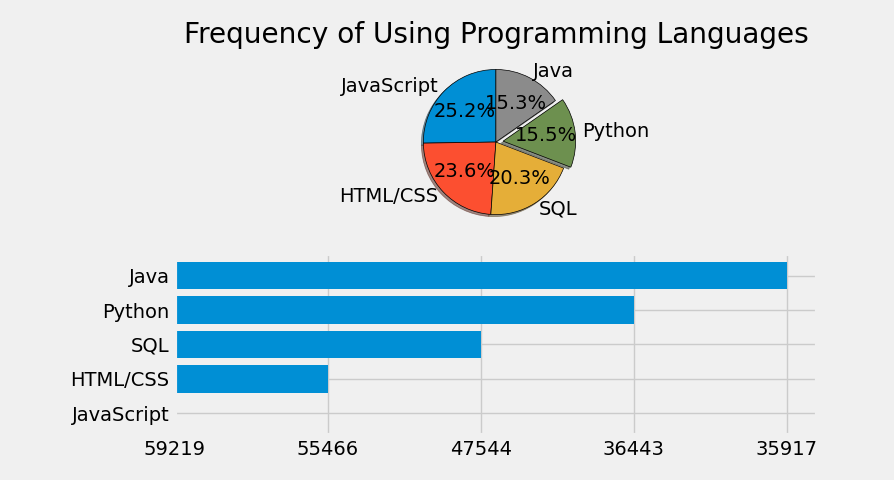 Frequency of Using Programming Languages
JavaScript
Java
25.2%
15.3%
Python
15.5%
23.6%
20.3%
HTML/CSS
SQL
Java
Python
SQL
HTML/CSS
JavaScript
59219 55466 47544 36443 35917